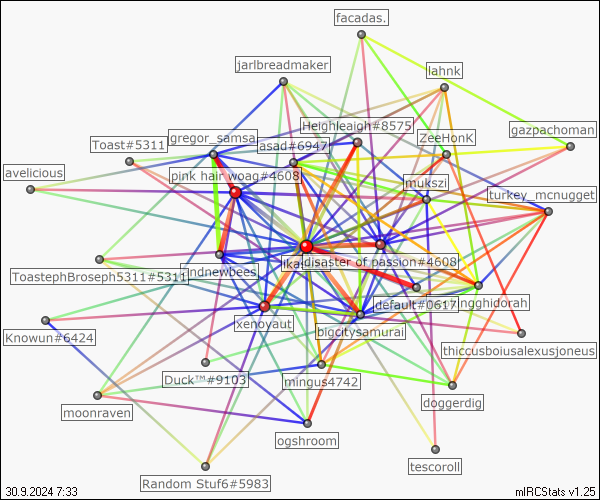 facadas.
jarlbreadmaker
lahnk
Heighleaigh#8575
gregor_samsa
asad#6947
ZeeHonK
gazpachoman
Toast#5311
avelicious
pink hair woag#4608
mukszi
turkey_mcnugget
disaster of passion#4608
ToastephBroseph5311#5311
indnewbees
ika
default#0617
nghidorah
xenoyaut
bigcitysamurai
Knowun#6424
thiccusboiusalexusjoneus
Duck™#9103
mingus4742
doggerdig
moonraven
ogshroom
tescoroll
Random Stuf6#5983
30.9.2024 7:33
mIRCStats v1.25